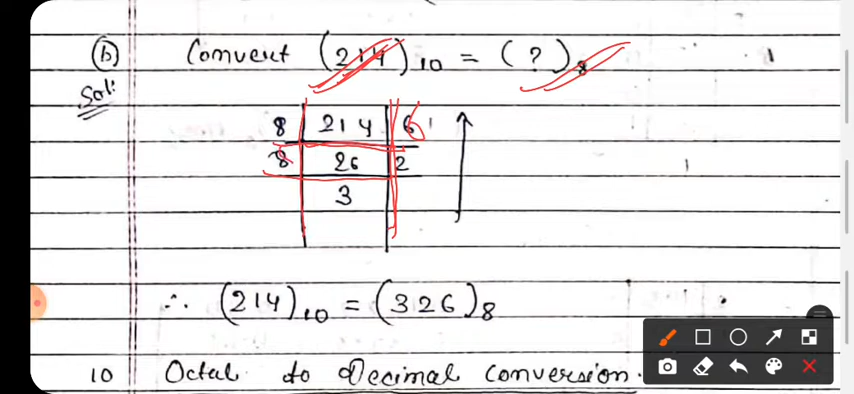 (b) Convert (214)10 = (?)8
Sol:
8 214 6
8 26 2
3
∴ (214)10 = (326)8
10 Octal to Decimal conversion.